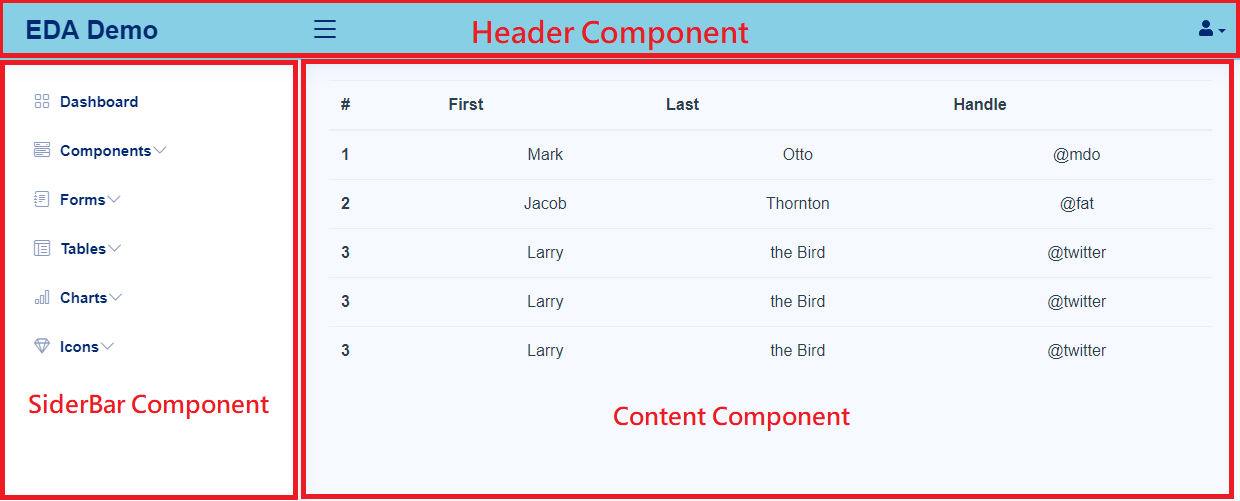 EDA Demo
Header Component
Dashboard
Components
Forms
Tables
Charts
Icons
SiderBar Component
# First Last Handle
1 Mark Otto @mdo
2 Jacob Thornton @fat
3 Larry the Bird @twitter
3 Larry the Bird @twitter
3 Larry the Bird @twitter
Content Component